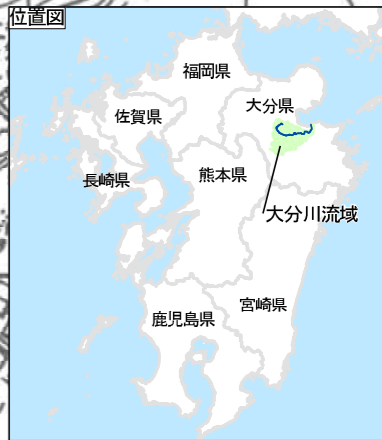 位置図
福岡県
大分県
佐賀県
長崎県
熊本県
大分川流域
宮崎県
鹿児島県